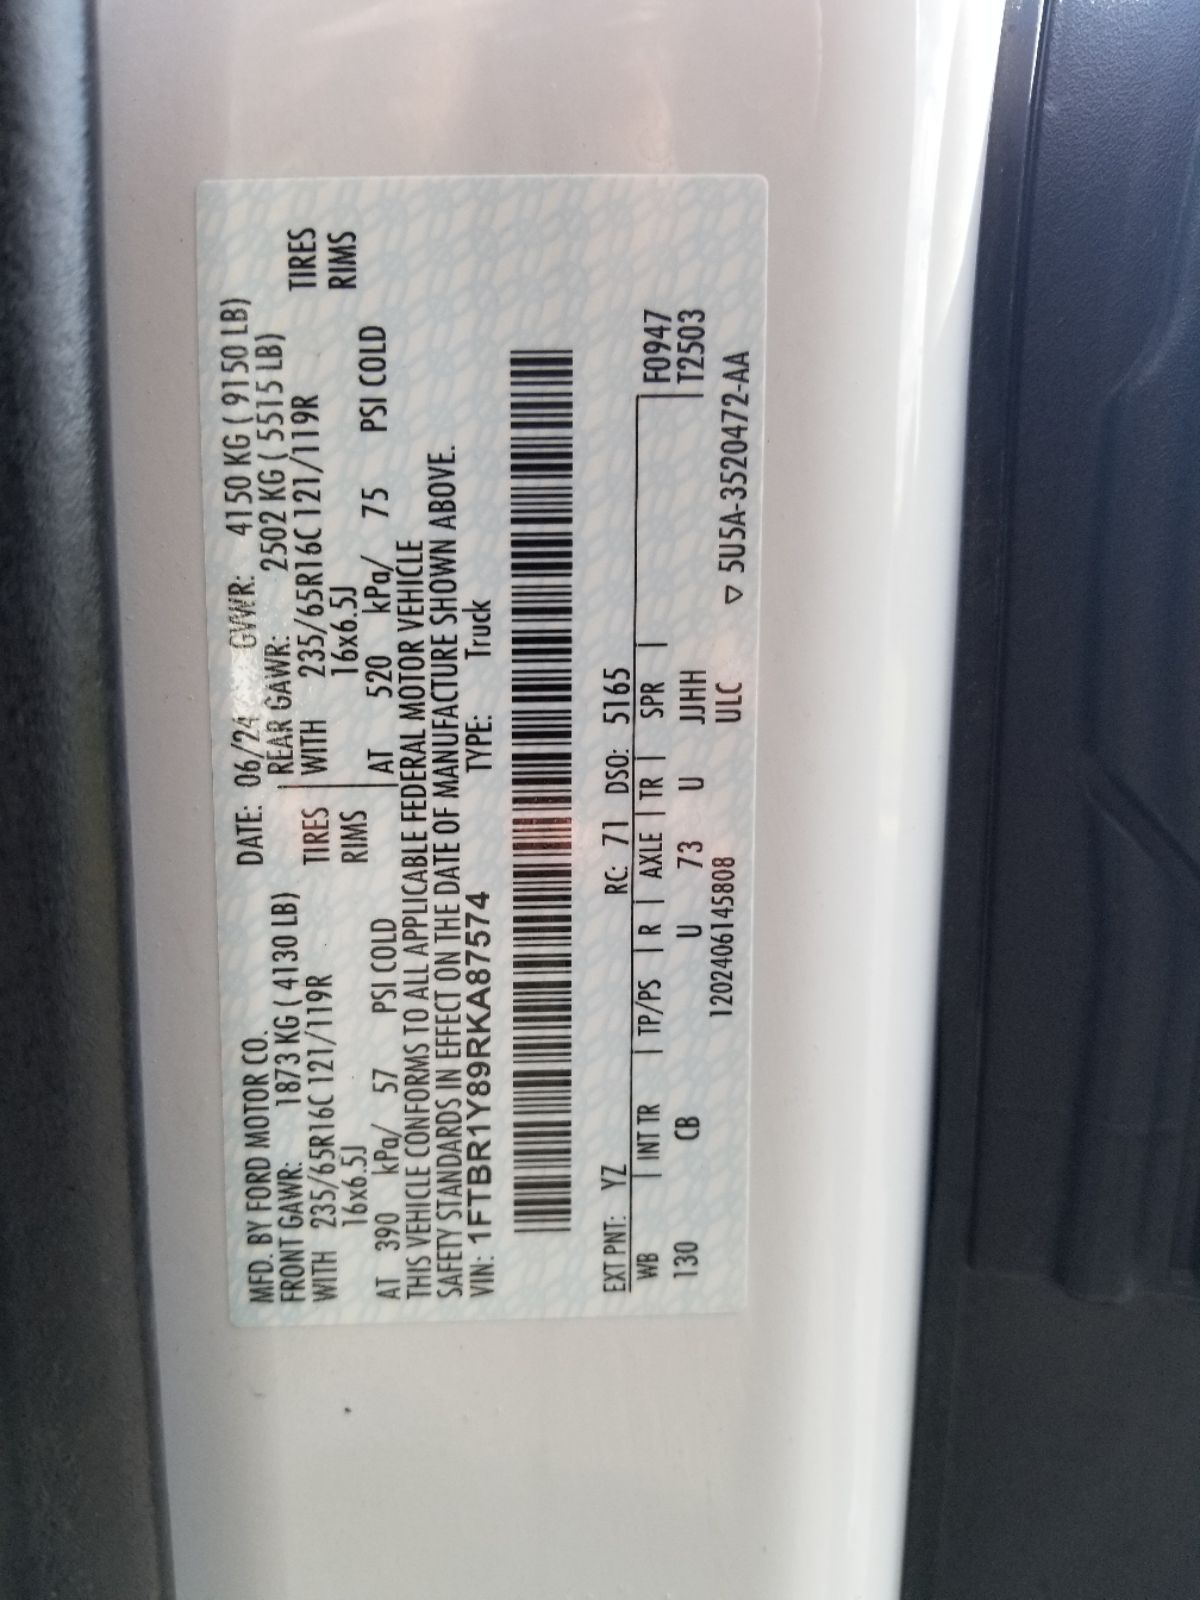 MFD. BY FORD MOTOR CO. DATE: 06/24 GVWR: 4150 KG ( 9150 LB)
FRONT GAWR: 1873 KG ( 4130 LB) REAR GAWR: 2502 KG ( 5515 LB)
WITH 235/65R16C 121/119R TIRES WITH 235/65R16C 121/119R TIRES
16x6.5J RIMS 16x6.5J RIMS
AT 390 kPa/ 57 PSI COLD AT 520 kPa/ 75 PSI COLD
THIS VEHICLE CONFORMS TO ALL APPLICABLE FEDERAL MOTOR VEHICLE
SAFETY STANDARDS IN EFFECT ON THE DATE OF MANUFACTURE SHOWN ABOVE.
VIN: 1FTBR1Y89RKA87574 TYPE: Truck
EXT PNT: YZ RC: 71 DSO: 5165
WB INT TR TP/PS R AXLE TR SPR F0947
130 CB U 73 U JJHH T2503
1202406145808 ULC ▽ 5U5A-3520472-AA